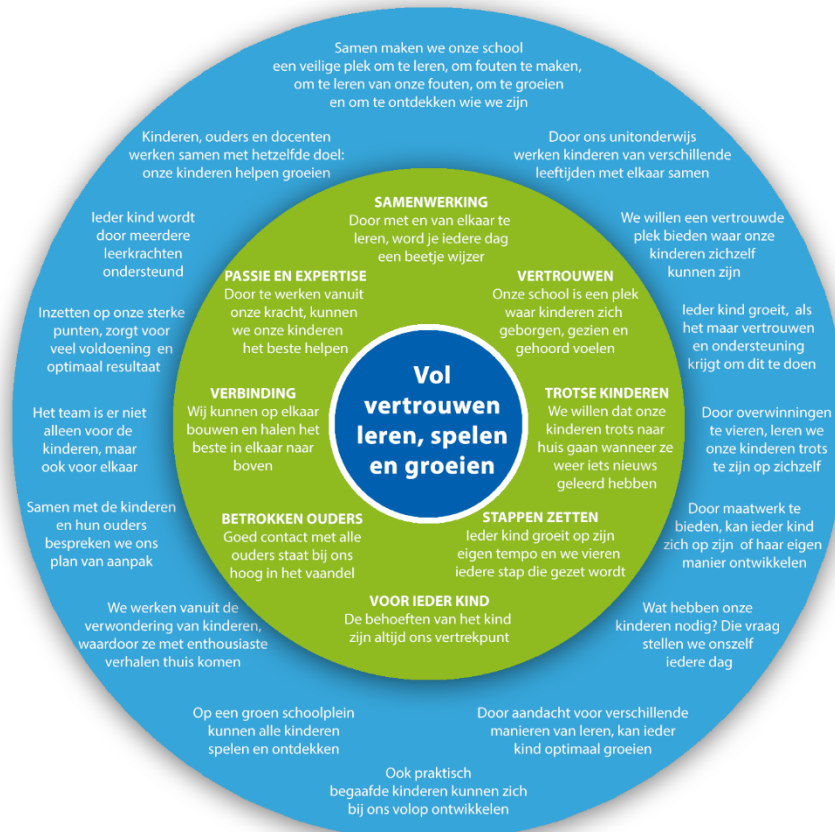 Samen maken we onze school
een veilige plek om te leren, om fouten te maken,
om te leren van onze fouten, om te groeien
en om te ontdekken wie we zijn
Kinderen, ouders en docenten
werken samen met hetzelfde doel:
onze kinderen helpen groeien
Door ons unitonderwijs
werken kinderen van verschillende
leeftijden met elkaar samen
Ieder kind wordt
door meerdere
leerkrachten
ondersteund
We willen een vertrouwde
plek bieden waar onze
kinderen zichzelf
kunnen zijn
Inzetten op onze sterke
punten, zorgt voor
veel voldoening en
optimaal resultaat
Ieder kind groeit, als
het maar vertrouwen
en ondersteuning
krijgt om dit te doen
Het team is er niet
alleen voor de
kinderen, maar
ook voor elkaar
Door overwinningen
te vieren, leren we
onze kinderen trots
te zijn op zichzelf
Samen met de kinderen
en hun ouders
bespreken we ons
plan van aanpak
Door maatwerk te
bieden, kan ieder kind
zich op zijn of haar eigen
manier ontwikkelen
We werken vanuit de
verwondering van kinderen,
waardoor ze met enthousiaste
verhalen thuis komen
Wat hebben onze
kinderen nodig? Die vraag
stellen we onszelf
iedere dag
Op een groen schoolplein
kunnen alle kinderen
spelen en ontdekken
Door aandacht voor verschillende
manieren van leren, kan ieder
kind optimaal groeien
Ook praktisch
begaafde kinderen kunnen zich
bij ons volop ontwikkelen
SAMENWERKING
Door met en van elkaar te
leren, word je iedere dag
een beetje wijzer
PASSIE EN EXPERTISE
Door te werken vanuit
onze kracht, kunnen
we onze kinderen
het beste helpen
VERTROUWEN
Onze school is een plek
waar kinderen zich
geborgen, gezien en
gehoord voelen
VERBINDING
Wij kunnen op elkaar
bouwen en halen het
beste in elkaar naar
boven
TROTSE KINDEREN
We willen dat onze
kinderen trots naar
huis gaan wanneer ze
weer iets nieuws
geleerd hebben
BETROKKEN OUDERS
Goed contact met alle
ouders staat bij ons
hoog in het vaandel
STAPPEN ZETTEN
Ieder kind groeit op zijn
eigen tempo en we vieren
iedere stap die gezet wordt
VOOR IEDER KIND
De behoeften van het kind
zijn altijd ons vertrekpunt
Vol
vertrouwen
leren, spelen
en groeien